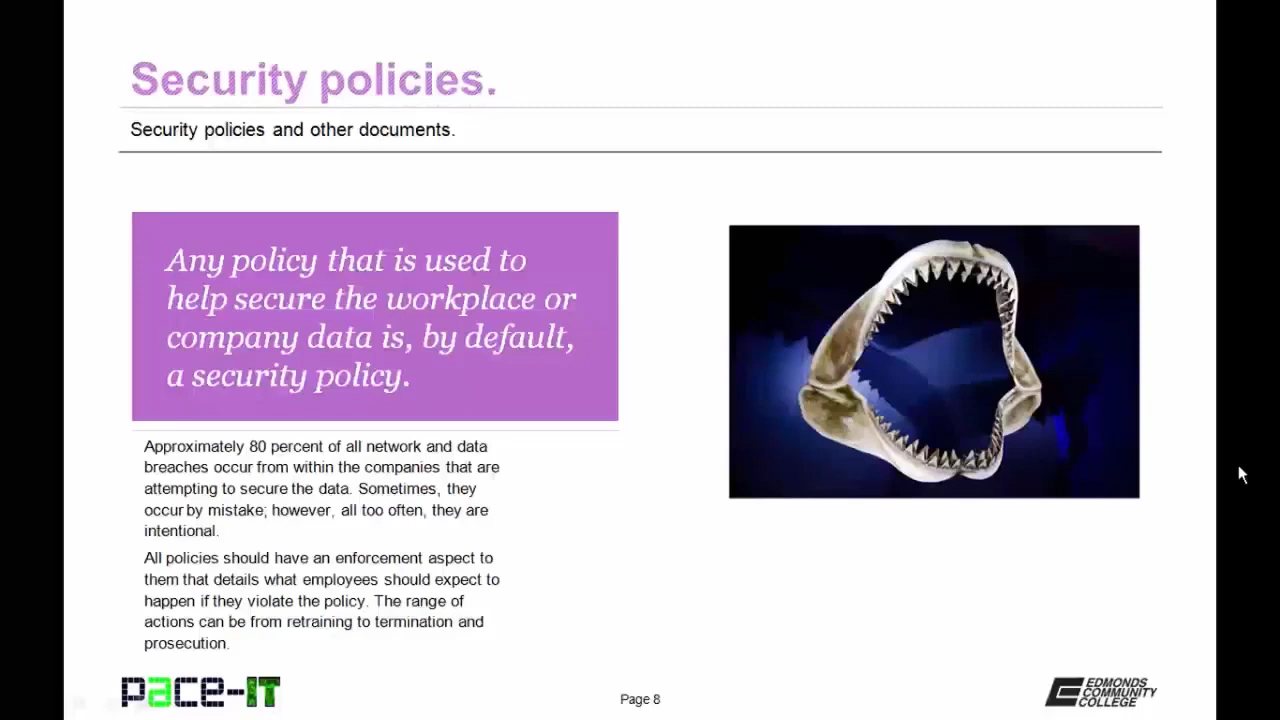 Security policies.
Security policies and other documents.
Any policy that is used to
help secure the workplace or
company data is, by default,
a security policy.
Approximately 80 percent of all network and data
breaches occur from within the companies that are
attempting to secure the data. Sometimes, they
occur by mistake; however, all too often, they are
intentional.
All policies should have an enforcement aspect to
them that details what employees should expect to
happen if they violate the policy. The range of
actions can be from retraining to termination and
prosecution.
pace-IT
Page 8
EDMONDS
COMMUNITY
COLLEGE